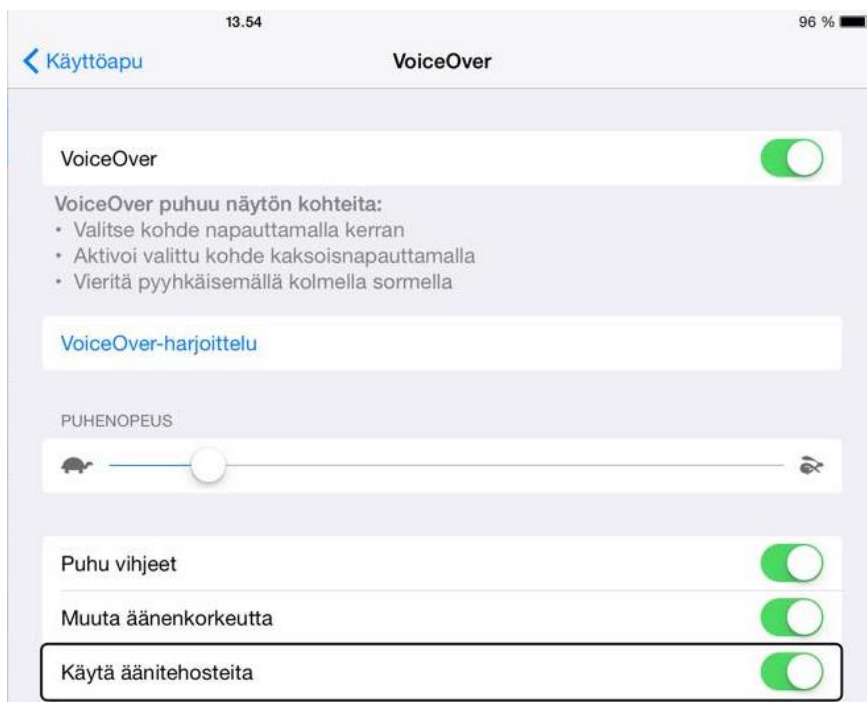 13.54 96 %
Käyttöapu VoiceOver
VoiceOver
VoiceOver puhuu näytön kohteita:
• Valitse kohde napauttamalla kerran
• Aktivoi valittu kohde kaksoisnapauttamalla
• Vieritä pyyhkäisemällä kolmella sormella
VoiceOver-harjoittelu
PUHENOPEUS
Puhu vihjeet
Muuta äänenkorkeutta
Käytä äänitehosteita